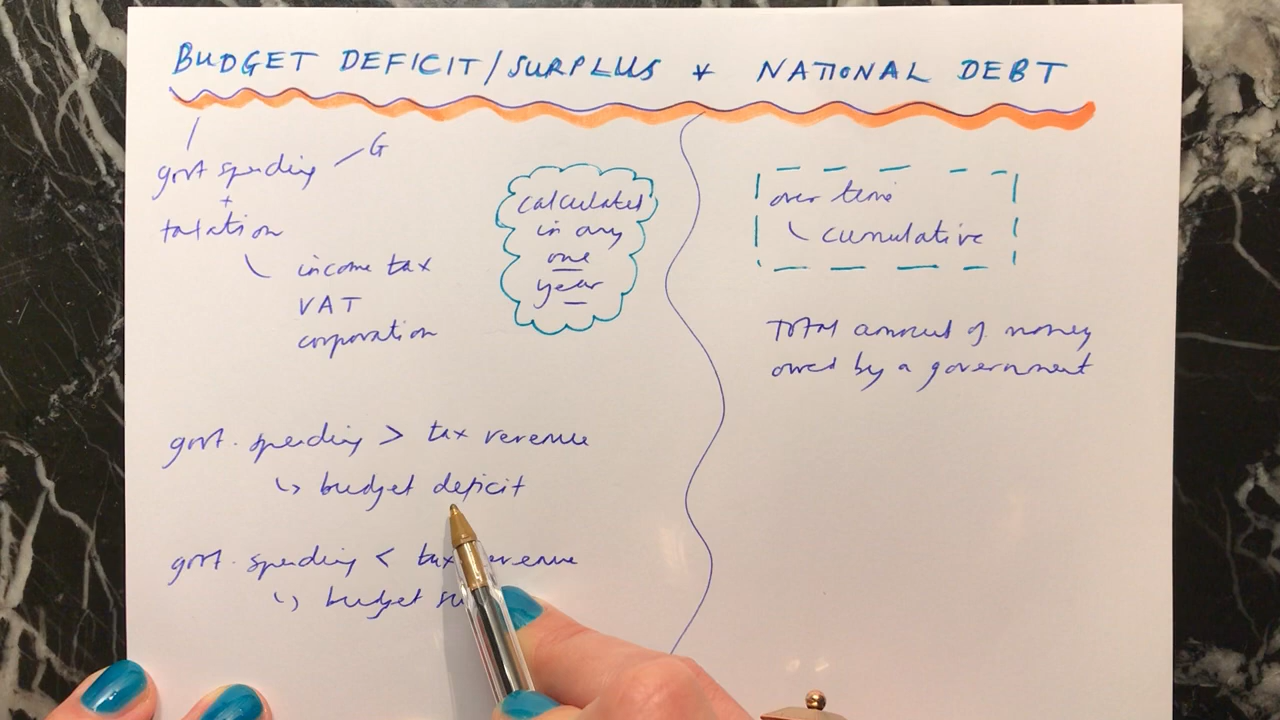 BUDGET DEFICIT/SURPLUS + NATIONAL DEBT
govt spending — G
+
taxation
income tax
VAT
corporation
calculated
in any
one
year
govt. spending > tax revenue
↳ budget deficit
govt. spending < tax revenue
↳ budget su
over time
cumulative
Total amount of money
owed by a government